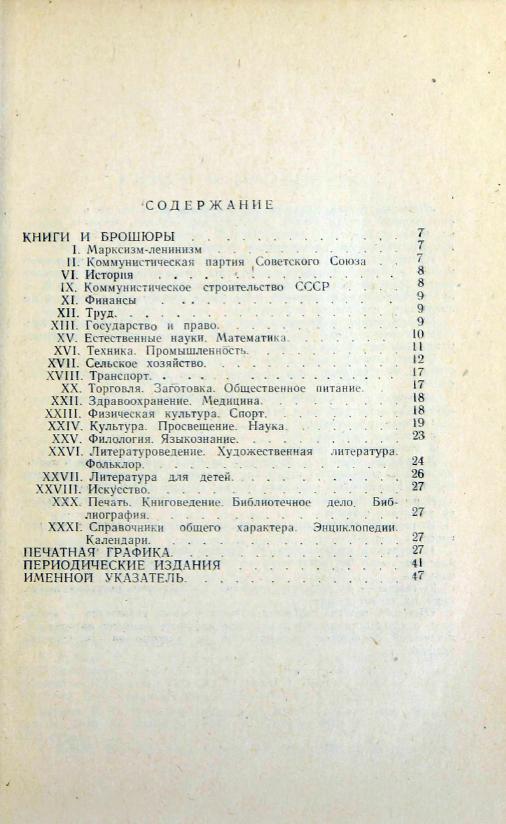 СОДЕРЖАНИЕ
КНИГИ И БРОШЮРЫ . . . . . . . . . . . 7
I. Марксизм-ленинизм . . . . . . . . . . 7
II. Коммунистическая партия Советского Союза . . 7
VI. История . . . . . . . . . . . . 8
IX. Коммунистическое строительство СССР . . . . 8
XI. Финансы . . . . . . . . . . . . 9
XII. Труд. . . . . . . . . . . . . . 9
XIII. Государство и право. . . . . . . . . . 9
XV. Естественные науки. Математика. . . . . . 10
XVI. Техника. Промышленность. . . . . . . . 11
XVII. Сельское хозяйство. . . . . . . . . . 12
XVIII. Транспорт. . . . . . . . . . . . . 17
XX. Торговля. Заготовка. Общественное питание. . . 17
XXII. Здравоохранение. Медицина. . . . . . . . 18
XXIII. Физическая культура. Спорт. . . . . . . . 18
XXIV. Культура. Просвещение. Наука. . . . . . . 19
XXV. Филология. Языкознание. . . . . . . . . 23
XXVI. Литературоведение. Художественная литература.
Фольклор. . . . . . . . . . . . . 24
XXVII. Литература для детей. . . . . . . . . . 26
XXVIII. Искусство. . . . . . . . . . . . . 27
XXX. Печать. Книговедение. Библиотечное дело. Биб-
лиография. . . . . . . . . . . . . 27
XXXI. Справочники общего характера. Энциклопедии.
Календари. . . . . . . . . . . . . 27
ПЕЧАТНАЯ ГРАФИКА. . . . . . . . . . . . 27
ПЕРИОДИЧЕСКИЕ ИЗДАНИЯ . . . . . . . . . 41
ИМЕННОЙ УКАЗАТЕЛЬ. . . . . . . . . . . . 47